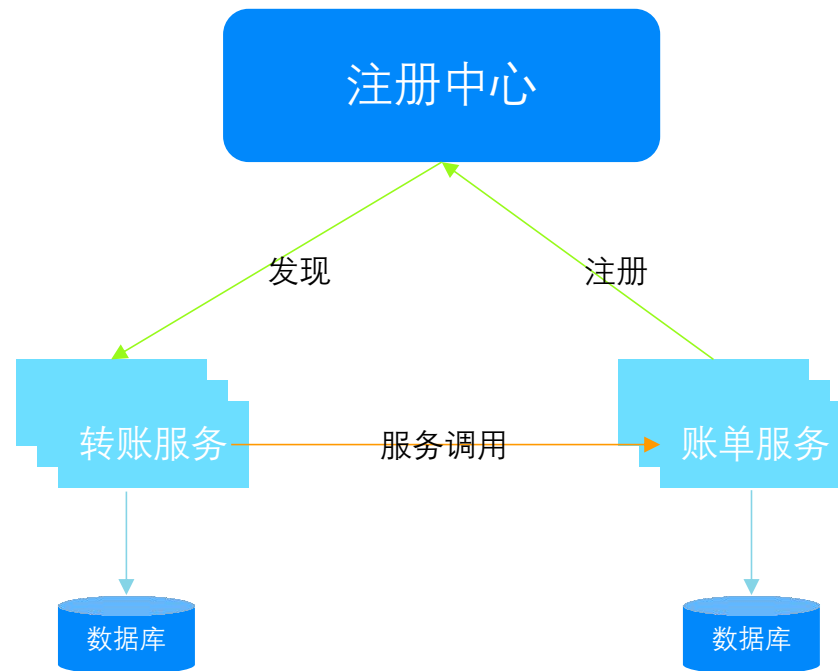 注册中心
发现
注册
转账服务
服务调用
账单服务
数据库
数据库